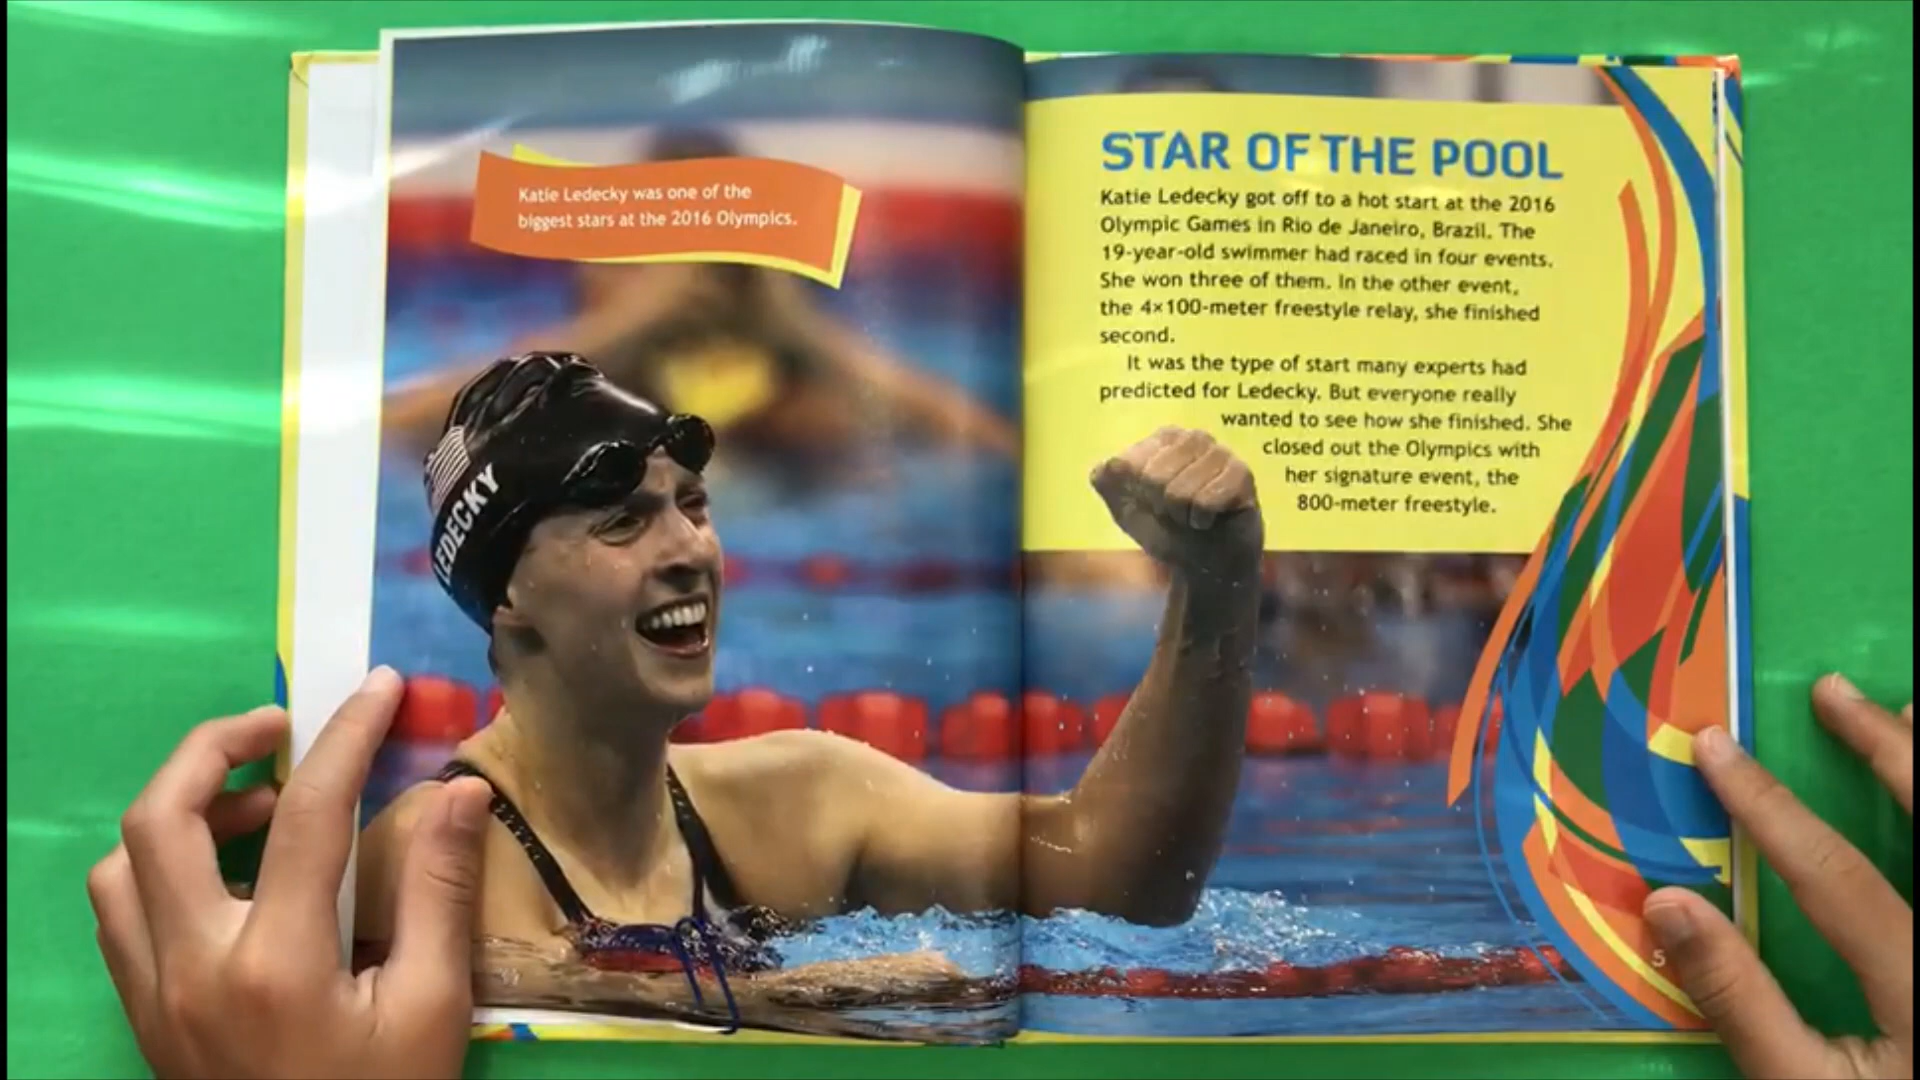 Katie Ledecky was one of the
biggest stars at the 2016 Olympics.
LEDECKY
STAR OF THE POOL
Katie Ledecky got off to a hot start at the 2016
Olympic Games in Rio de Janeiro, Brazil. The
19-year-old swimmer had raced in four events.
She won three of them. In the other event,
the 4×100-meter freestyle relay, she finished
second.
It was the type of start many experts had
predicted for Ledecky. But everyone really
wanted to see how she finished. She
closed out the Olympics with
her signature event, the
800-meter freestyle.
5